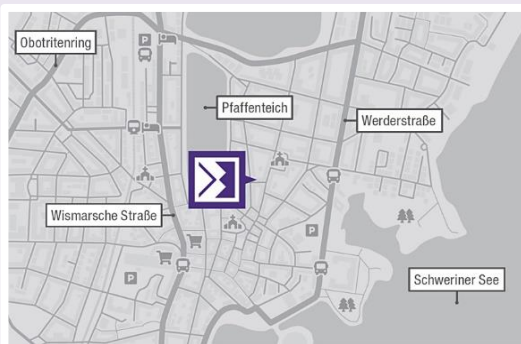 Obotritenring
P
Pfaffenteich
Werderstraße
Wismarsche Straße
P
P
Schweriner See